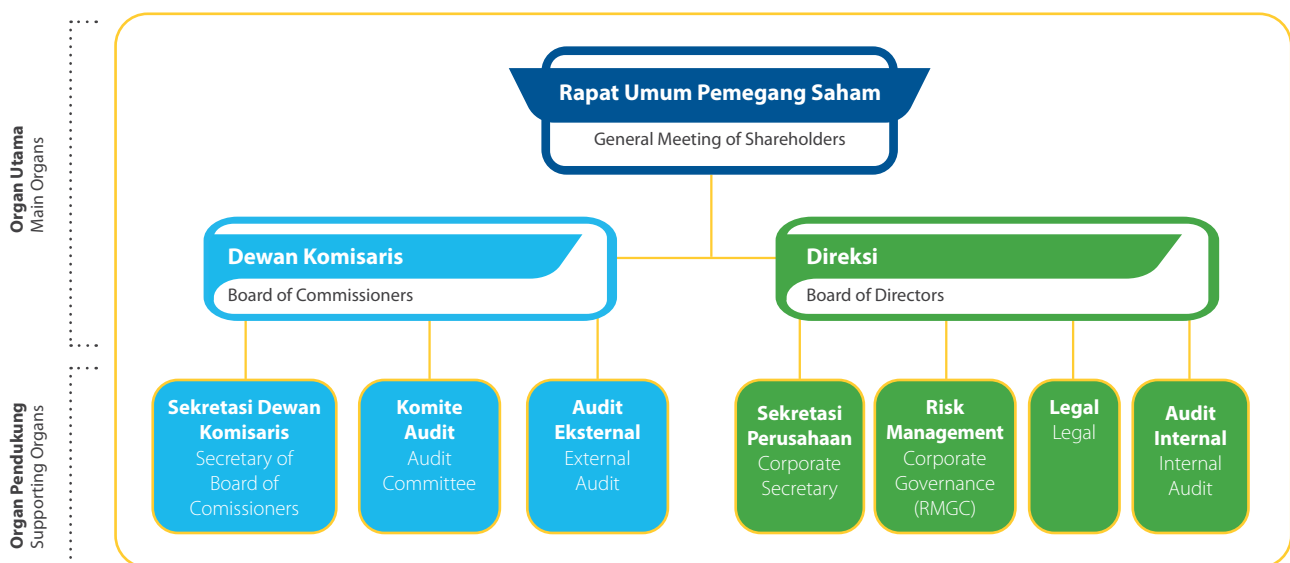 Organ Utama
Main Organs
Rapat Umum Pemegang Saham
General Meeting of Shareholders
Dewan Komisaris
Board of Commissioners
Direksi
Board of Directors
Organ Pendukung
Supporting Organs
Sekretasi Dewan
Komisaris
Secretary of
Board of
Comissioners
Komite
Audit
Audit
Committee
Audit
Eksternal
External
Audit
Sekretasi
Perusahaan
Corporate
Secretary
Risk
Management
Corporate
Governance
(RMGC)
Legal
Legal
Audit
Internal
Internal
Audit